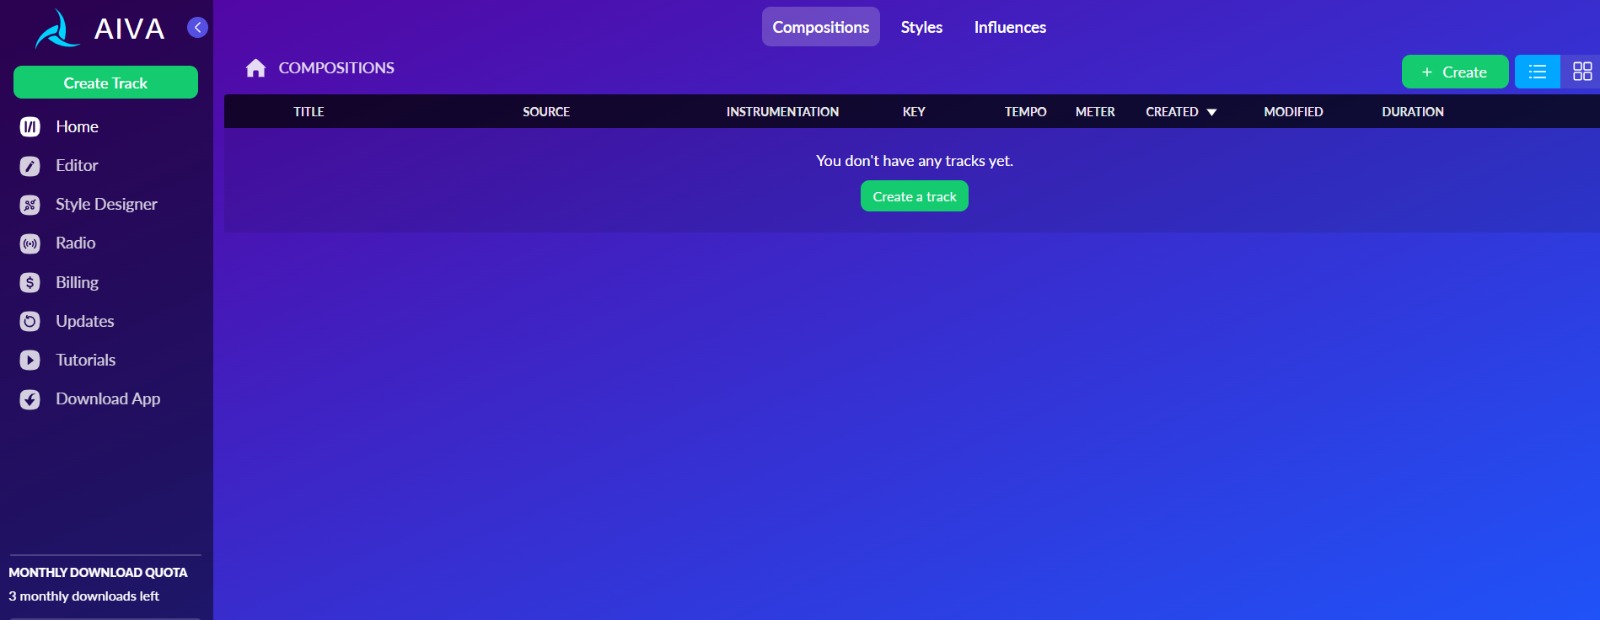 AIVA
Create Track
Home
Editor
Style Designer
Radio
Billing
Updates
Tutorials
Download App
MONTHLY DOWNLOAD QUOTA
3 monthly downloads left
Compositions Styles Influences
COMPOSITIONS
+ Create
TITLE SOURCE INSTRUMENTATION KEY TEMPO METER CREATED MODIFIED DURATION
You don't have any tracks yet.
Create a track